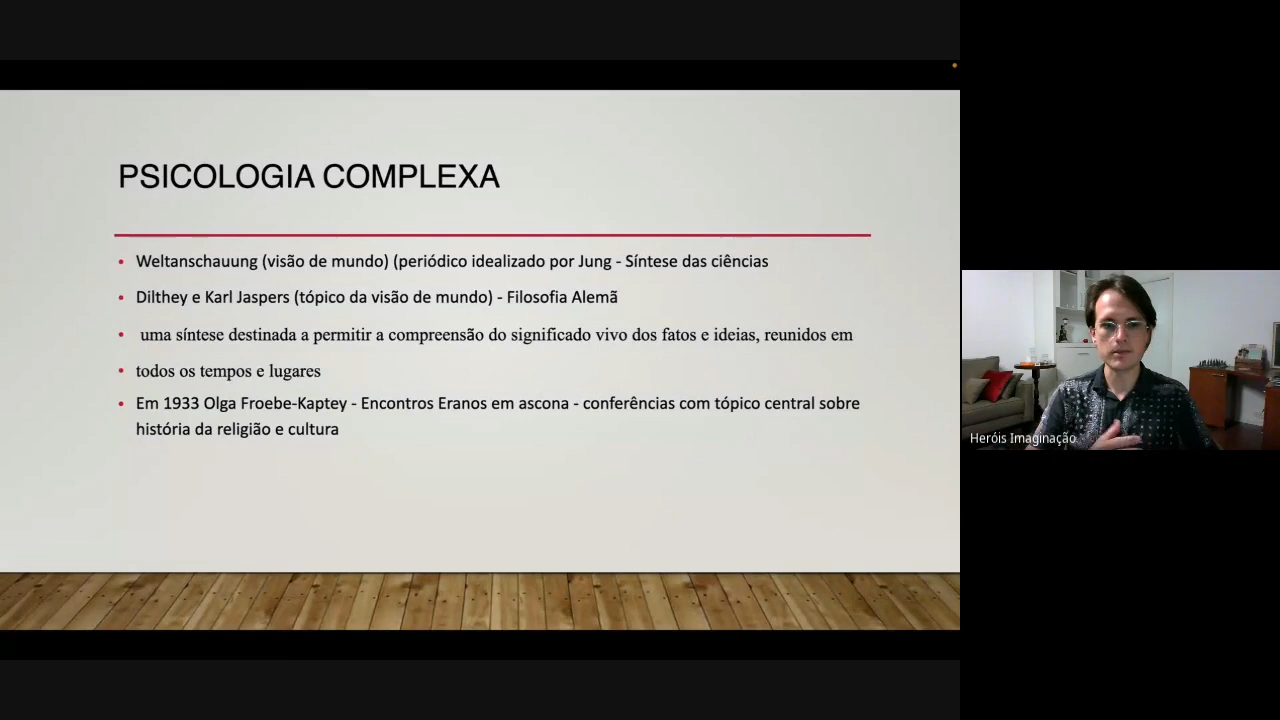 PSICOLOGIA COMPLEXA
Weltanschauung (visão de mundo) (periódico idealizado por Jung - Síntese das ciências
Dilthey e Karl Jaspers (tópico da visão de mundo) - Filosofia Alemã
uma síntese destinada a permitir a compreensão do significado vivo dos fatos e ideias, reunidos em
todos os tempos e lugares
Em 1933 Olga Froebe-Kaptey - Encontros Eranos em ascona - conferências com tópico central sobre
história da religião e cultura
Heróis Imaginação